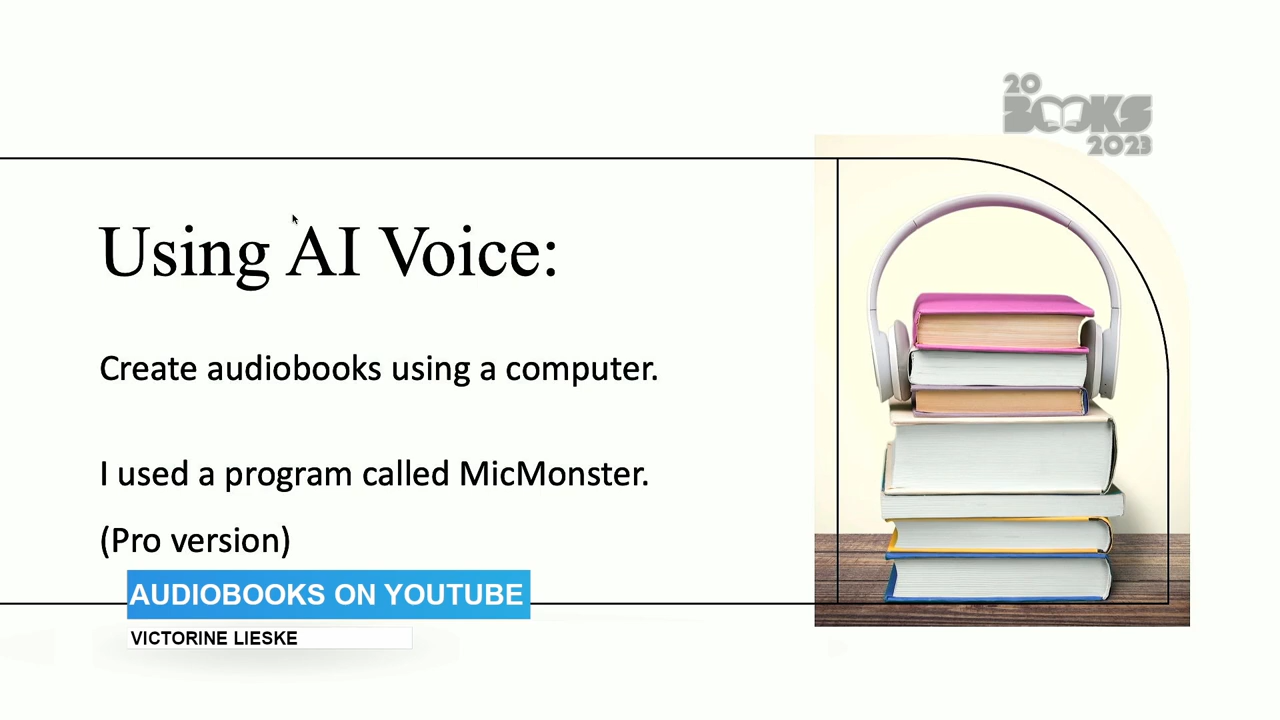 20
BOOKS
2023
Using AI Voice:
Create audiobooks using a computer.
I used a program called MicMonster.
(Pro version)
AUDIOBOOKS ON YOUTUBE
VICTORINE LIESKE